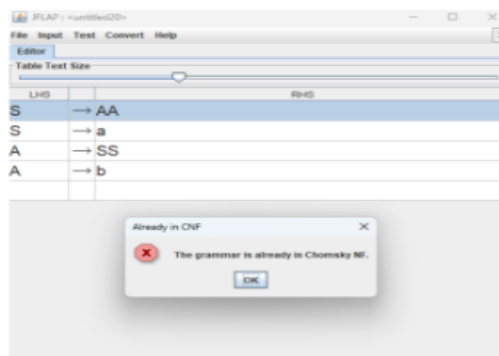 JFLAP : <untitled20>
File Input Test Convert Help
Editor
Table Text Size
LHS RHS
S → AA
S → a
A → SS
A → b
Already in CNF
The grammar is already in Chomsky NF.
OK